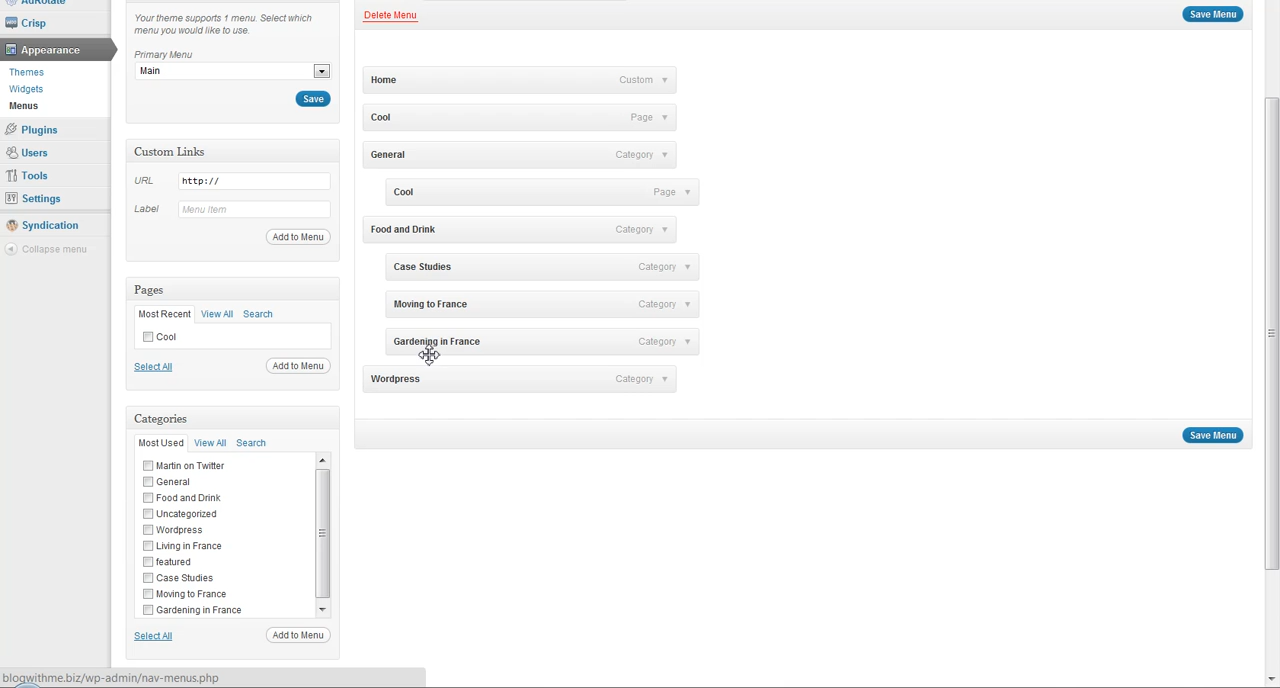 AdRotate
Crisp
Appearance
Themes
Widgets
Menus
Plugins
Users
Tools
Settings
Syndication
Collapse menu
Your theme supports 1 menu. Select which
menu you would like to use.
Primary Menu
Main
Save
Custom Links
URL http://
Label Menu Item
Add to Menu
Pages
Most Recent View All Search
Cool
Select All Add to Menu
Categories
Most Used View All Search
Martin on Twitter
General
Food and Drink
Uncategorized
Wordpress
Living in France
featured
Case Studies
Moving to France
Gardening in France
Select All Add to Menu
Delete Menu Save Menu
Home Custom
Cool Page
General Category
Cool Page
Food and Drink Category
Case Studies Category
Moving to France Category
Gardening in France Category
Wordpress Category
Save Menu
blogwithme.biz/wp-admin/nav-menus.php